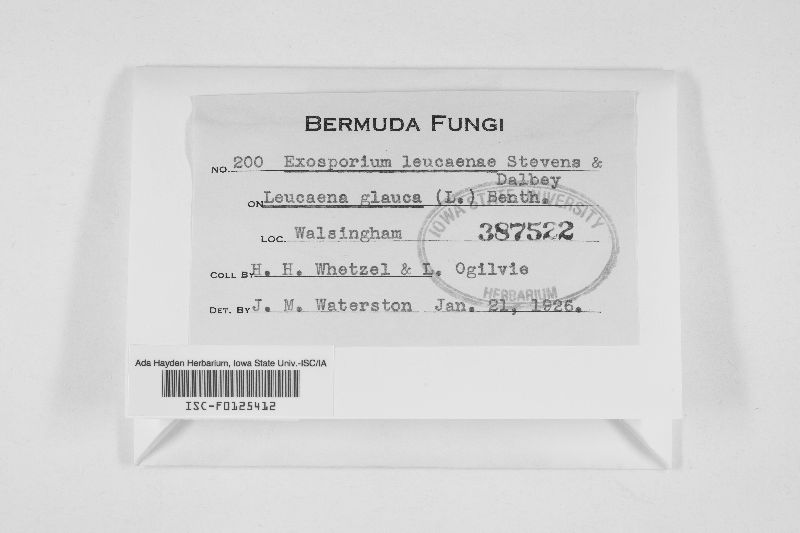 BERMUDA FUNGI
NO. 200 Exosporium leucaenae Stevens &
Dalbey
ON Leucaena glauca (L.) Benth.
LOC. Walsingham
COLL BY H. H. Whetzel & L. Ogilvie
DET. BY J. M. Waterston Jan. 21, 1926.
IOWA STATE UNIVERSITY
387522
HERBARIUM
Ada Hayden Herbarium, Iowa State Univ.-ISC/IA
ISC-F0125412